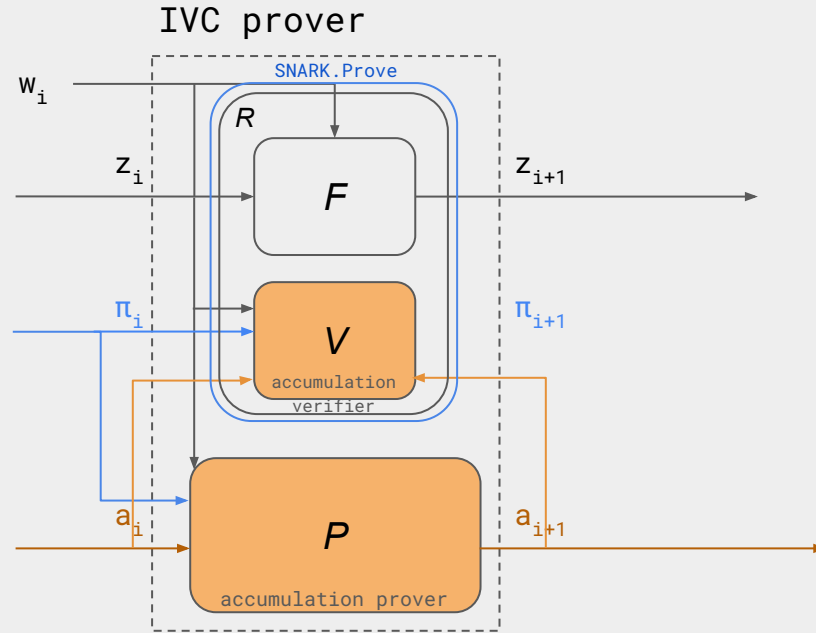 IVC prover
SNARK.Prove
w_i
R
z_i
F
z_{i+1}
π_i
V
π_{i+1}
accumulation
verifier
a_i
P
a_{i+1}
accumulation prover